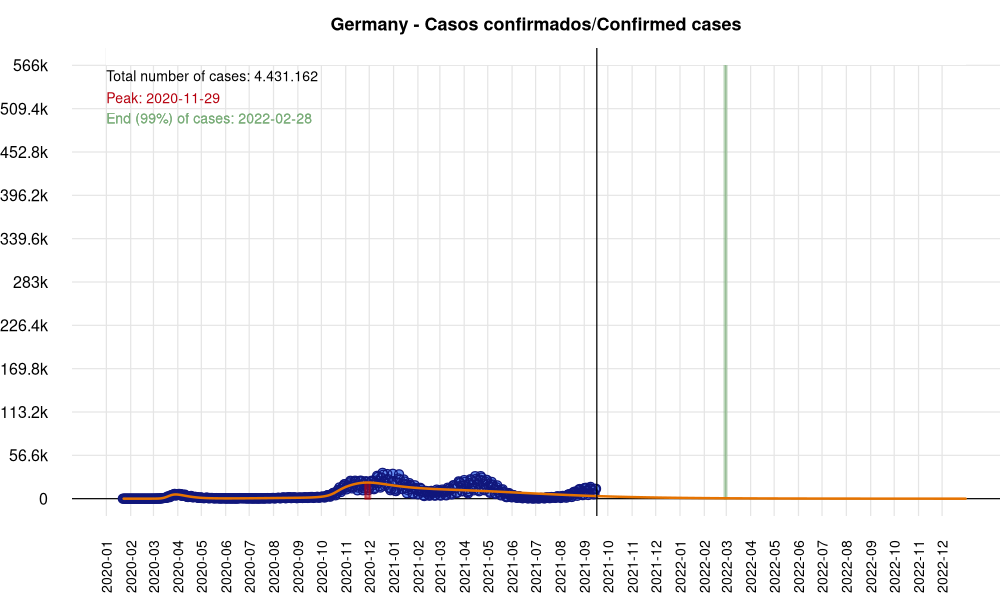 Germany - Casos confirmados/Confirmed cases
Total number of cases: 4.431.162
Peak: 2020-11-29
End (99%) of cases: 2022-02-28
566k
509.4k
452.8k
396.2k
339.6k
283k
226.4k
169.8k
113.2k
56.6k
0
2020-01
2020-02
2020-03
2020-04
2020-05
2020-06
2020-07
2020-08
2020-09
2020-10
2020-11
2020-12
2021-01
2021-02
2021-03
2021-04
2021-05
2021-06
2021-07
2021-08
2021-09
2021-10
2021-11
2021-12
2022-01
2022-02
2022-03
2022-04
2022-05
2022-06
2022-07
2022-08
2022-09
2022-10
2022-11
2022-12